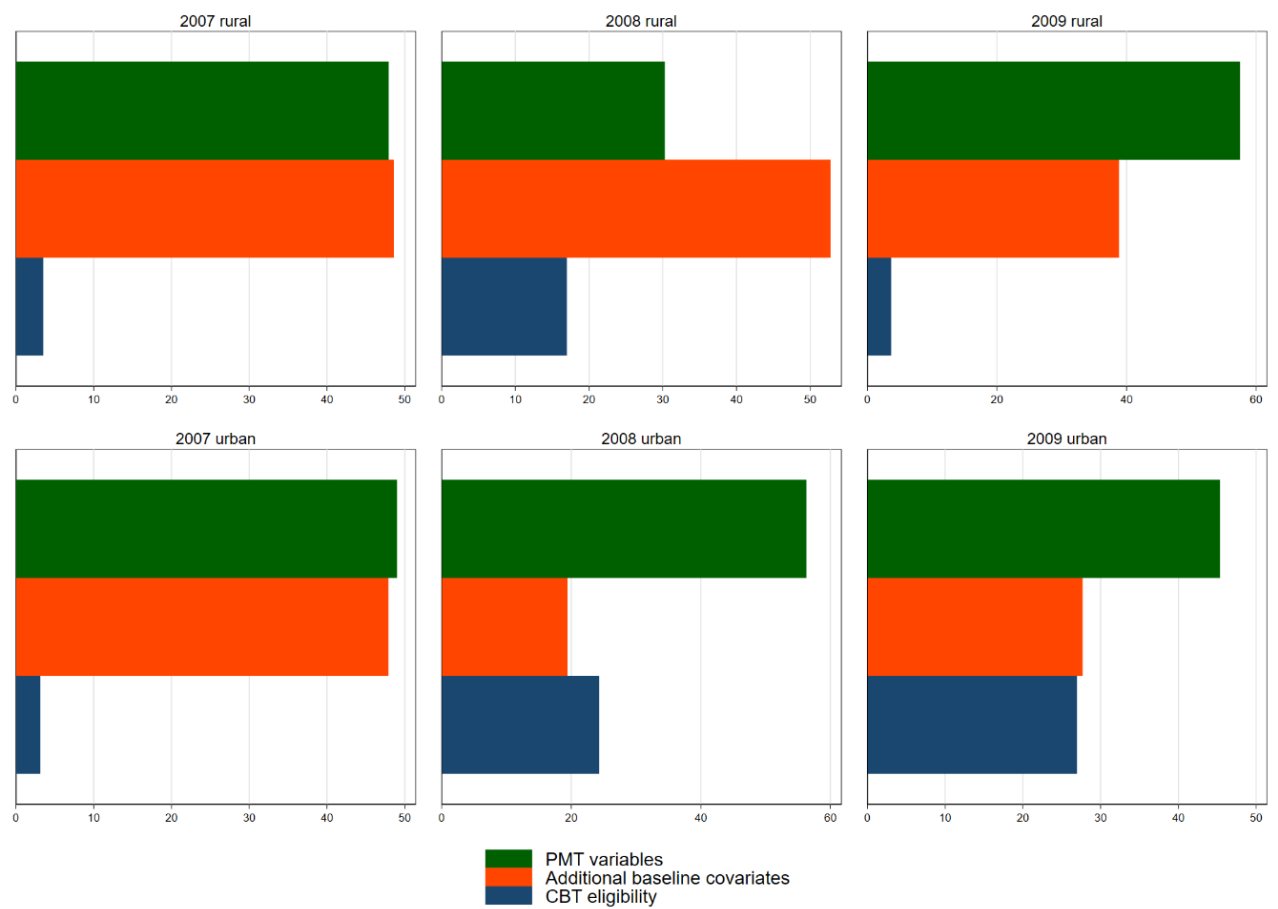 2007 rural
2008 rural
2009 rural
0 10 20 30 40 50
0 10 20 30 40 50
0 20 40 60
2007 urban
2008 urban
2009 urban
0 10 20 30 40 50
0 20 40 60
0 10 20 30 40 50
PMT variables
Additional baseline covariates
CBT eligibility